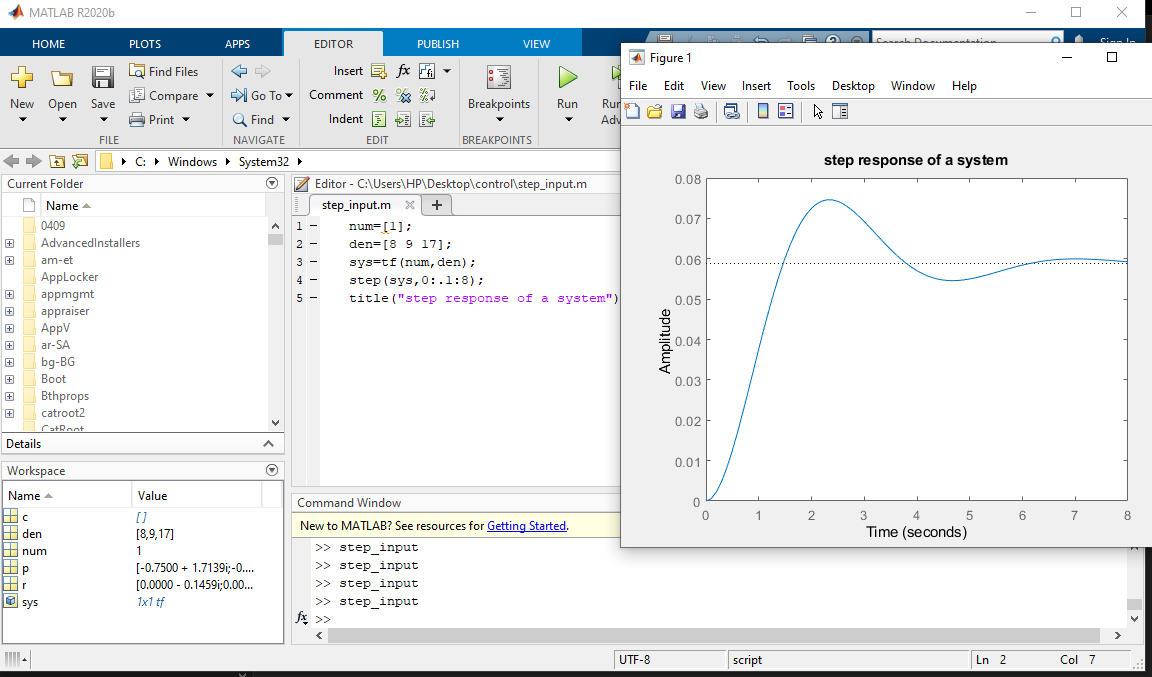 MATLAB R2020b
HOME PLOTS APPS EDITOR PUBLISH VIEW
Search Documentation
Sign In
New Open Save Find Files Compare Print
FILE
Go To Find
NAVIGATE
Insert fx
Comment %
Indent
EDIT
Breakpoints
BREAKPOINTS
Run
C: Windows System32
Current Folder
Name
0409
AdvancedInstallers
am-et
AppLocker
appmgmt
appraiser
AppV
ar-SA
bg-BG
Boot
Bthprops
catroot2
CatRoot
Details
Workspace
Name Value
c []
den [8,9,17]
num 1
p [-0.7500 + 1.7139i;-0....
r [0.0000 - 0.1459i;0.00...
sys 1x1 tf
Editor - C:\Users\HP\Desktop\control\step_input.m
step_input.m
1 – num=[1];
2 – den=[8 9 17];
3 – sys=tf(num,den);
4 – step(sys,0:.1:8);
5 – title("step response of a system")
Command Window
New to MATLAB? See resources for Getting Started.
>> step_input
>> step_input
>> step_input
>> step_input
fx >>
Figure 1
File Edit View Insert Tools Desktop Window Help
step response of a system
0.08
0.07
0.06
0.05
0.04
0.03
0.02
0.01
0
Amplitude
0 1 2 3 4 5 6 7 8
Time (seconds)
UTF-8 script Ln 2 Col 7